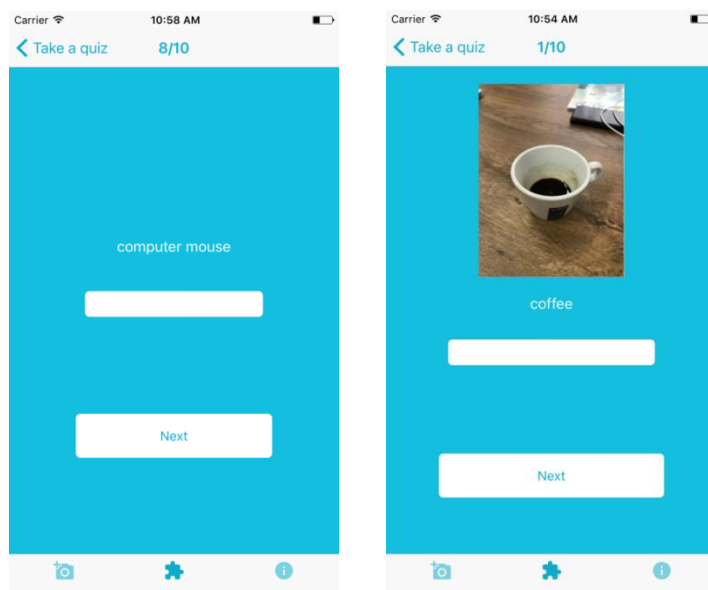 Carrier 10:58 AM
Take a quiz 8/10
computer mouse
Next
Carrier 10:54 AM
Take a quiz 1/10
coffee
Next